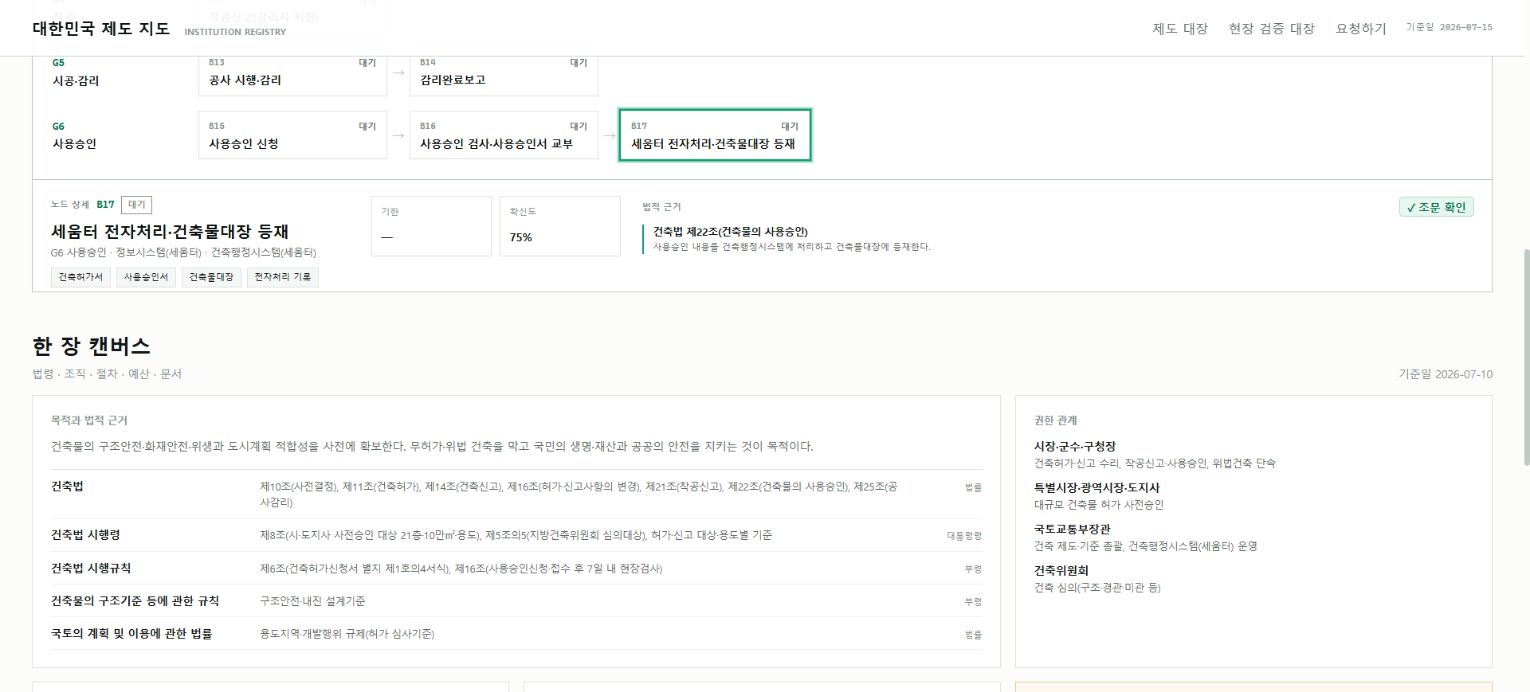 착공신고(감리자 지정)
대한민국 제도 지도 INSTITUTION REGISTRY
제도 대장 현장 검증 대장 요청하기 기준일 2026-07-15
G5
시공·감리
B13 대기
공사 시행·감리
→
B14 대기
감리완료보고
G6
사용승인
B15 대기
사용승인 신청
→
B16 대기
사용승인 검사·사용승인서 교부
→
B17 대기
세움터 전자처리·건축물대장 등재
노드 상세 B17 대기
세움터 전자처리·건축물대장 등재
G6 사용승인 · 정보시스템(세움터) · 건축행정시스템(세움터)
건축허가서 사용승인서 건축물대장 전자처리 기록
기한
—
확신도
75%
법적 근거
✓ 조문 확인
건축법 제22조(건축물의 사용승인)
사용승인 내용을 건축행정시스템에 처리하고 건축물대장에 등재한다.
한 장 캔버스
법령 · 조직 · 절차 · 예산 · 문서
기준일 2026-07-10
목적과 법적 근거
건축물의 구조안전·화재안전·위생과 도시계획 적합성을 사전에 확보한다. 무허가·위법 건축을 막고 국민의 생명·재산과 공공의 안전을 지키는 것이 목적이다.
건축법 제10조(사전결정), 제11조(건축허가), 제14조(건축신고), 제16조(허가·신고사항의 변경), 제21조(착공신고), 제22조(건축물의 사용승인), 제25조(공
사감리) 법률
건축법 시행령 제8조(시·도지사 사전승인 대상 21층·10만㎡·용도), 제5조의5(지방건축위원회 심의대상), 허가·신고 대상·용도별 기준 대통령령
건축법 시행규칙 제6조(건축허가신청서 별지 제1호의4서식), 제16조(사용승인신청·접수 후 7일 내 현장검사) 부령
건축물의 구조기준 등에 관한 규칙 구조안전·내진 설계기준 부령
국토의 계획 및 이용에 관한 법률 용도지역·개발행위 규제(허가 심사기준) 법률
권한 관계
시장·군수·구청장
건축허가·신고 수리, 착공신고·사용승인, 위법건축 단속
특별시장·광역시장·도지사
대규모 건축물 허가 사전승인
국토교통부장관
건축 제도·기준 총괄, 건축행정시스템(세움터) 운영
건축위원회
건축 심의(구조·경관·미관 등)